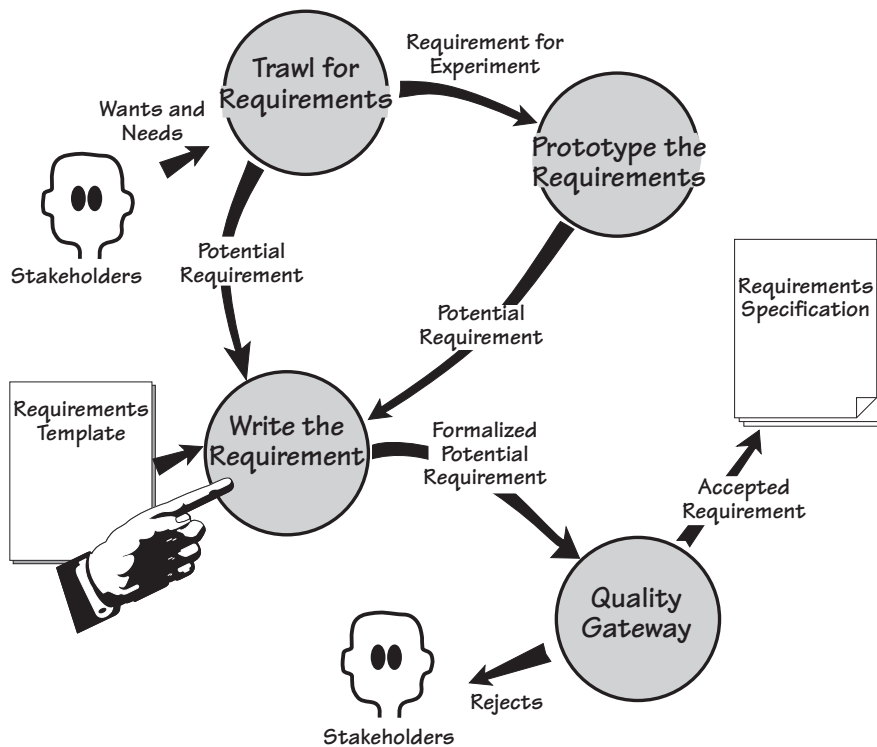 Trawl for
Requirements
Requirement for
Experiment
Wants and
Needs
Prototype the
Requirements
Stakeholders
Potential
Requirement
Requirements
Specification
Potential
Requirement
Requirements
Template
Write the
Requirement
Formalized
Potential
Requirement
Accepted
Requirement
Quality
Gateway
Rejects
Stakeholders